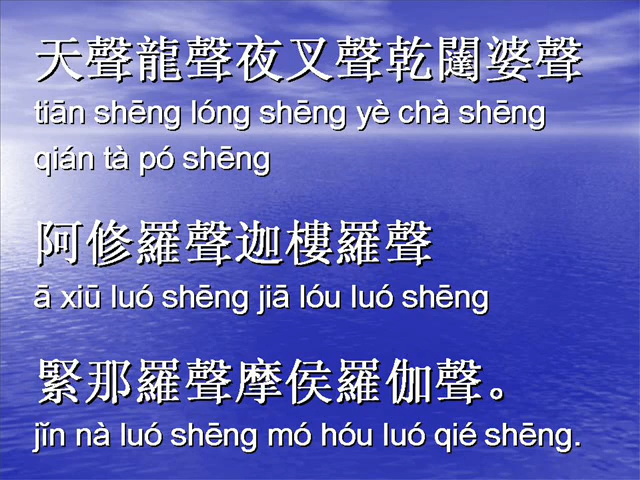 天聲龍聲夜叉聲乾闥婆聲
tiān shēng lóng shēng yè chà shēng
qián tà pó shēng
阿修羅聲迦樓羅聲
ā xiū luó shēng jiā lóu luó shēng
緊那羅聲摩侯羅伽聲。
jǐn nà luó shēng mó hóu luó qié shēng.